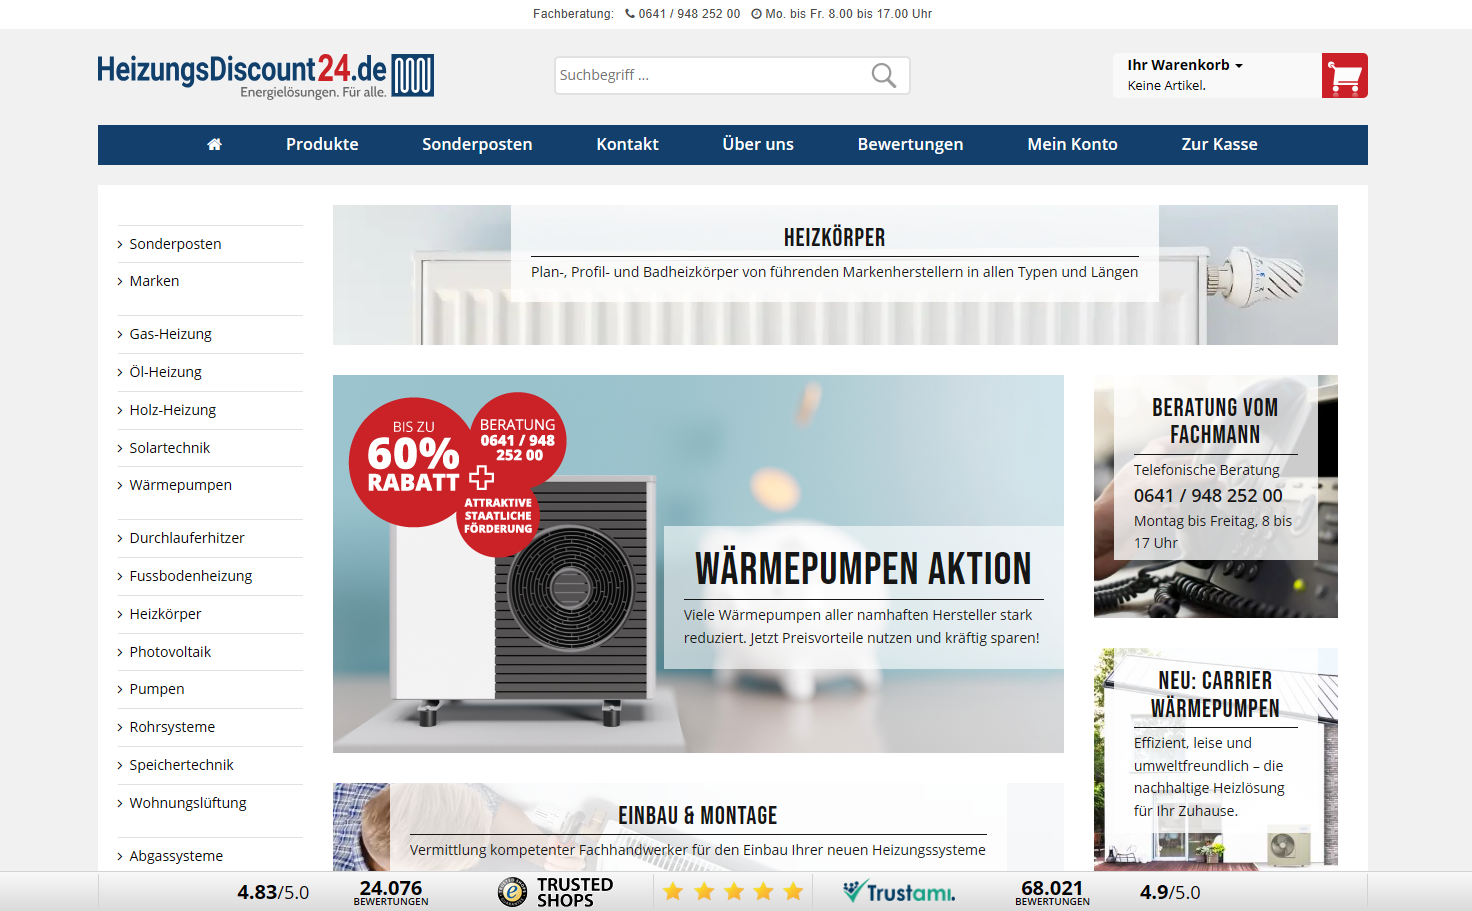 Fachberatung: 0641 / 948 252 00 Mo. bis Fr. 8.00 bis 17.00 Uhr
HeizungsDiscount24.de
Energielösungen. Für alle.
Suchbegriff ...
Ihr Warenkorb
Keine Artikel.
Produkte Sonderposten Kontakt Über uns Bewertungen Mein Konto Zur Kasse
Sonderposten
Marken
Gas-Heizung
Öl-Heizung
Holz-Heizung
Solartechnik
Wärmepumpen
Durchlauferhitzer
Fussbodenheizung
Heizkörper
Photovoltaik
Pumpen
Rohrsysteme
Speichertechnik
Wohnungslüftung
Abgassysteme
HEIZKÖRPER
Plan-, Profil- und Badheizkörper von führenden Markenherstellern in allen Typen und Längen
BIS ZU
60%
RABATT
BERATUNG
0641 / 948
252 00
ATTRAKTIVE
STAATLICHE
FÖRDERUNG
WÄRMEPUMPEN AKTION
Viele Wärmepumpen aller namhaften Hersteller stark
reduziert. Jetzt Preisvorteile nutzen und kräftig sparen!
BERATUNG VOM
FACHMANN
Telefonische Beratung
0641 / 948 252 00
Montag bis Freitag, 8 bis
17 Uhr
NEU: CARRIER
WÄRMEPUMPEN
Effizient, leise und
umweltfreundlich – die
nachhaltige Heizlösung
für Ihr Zuhause.
EINBAU & MONTAGE
Vermittlung kompetenter Fachhandwerker für den Einbau Ihrer neuen Heizungssysteme
4.83/5.0
24.076
BEWERTUNGEN
TRUSTED
SHOPS
Trustami.
68.021
BEWERTUNGEN
4.9/5.0